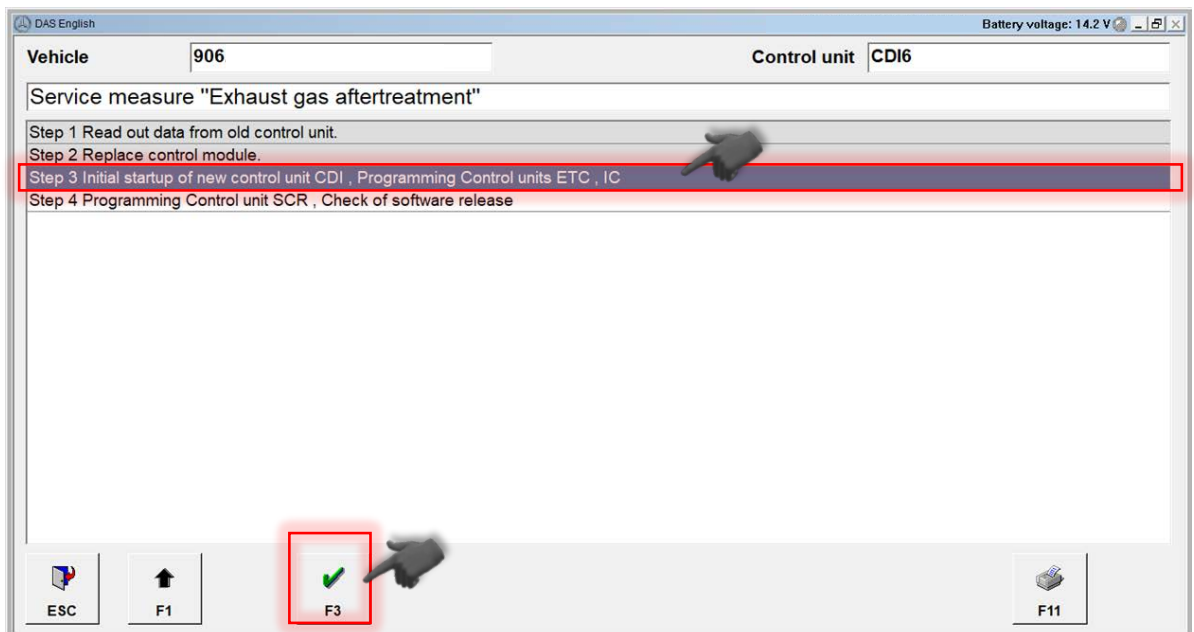 DAS English Battery voltage: 14.2 V
Vehicle 906 Control unit CDI6
Service measure "Exhaust gas aftertreatment"
Step 1 Read out data from old control unit.
Step 2 Replace control module.
Step 3 Initial startup of new control unit CDI , Programming Control units ETC , IC
Step 4 Programming Control unit SCR , Check of software release
ESC F1 F3 F11